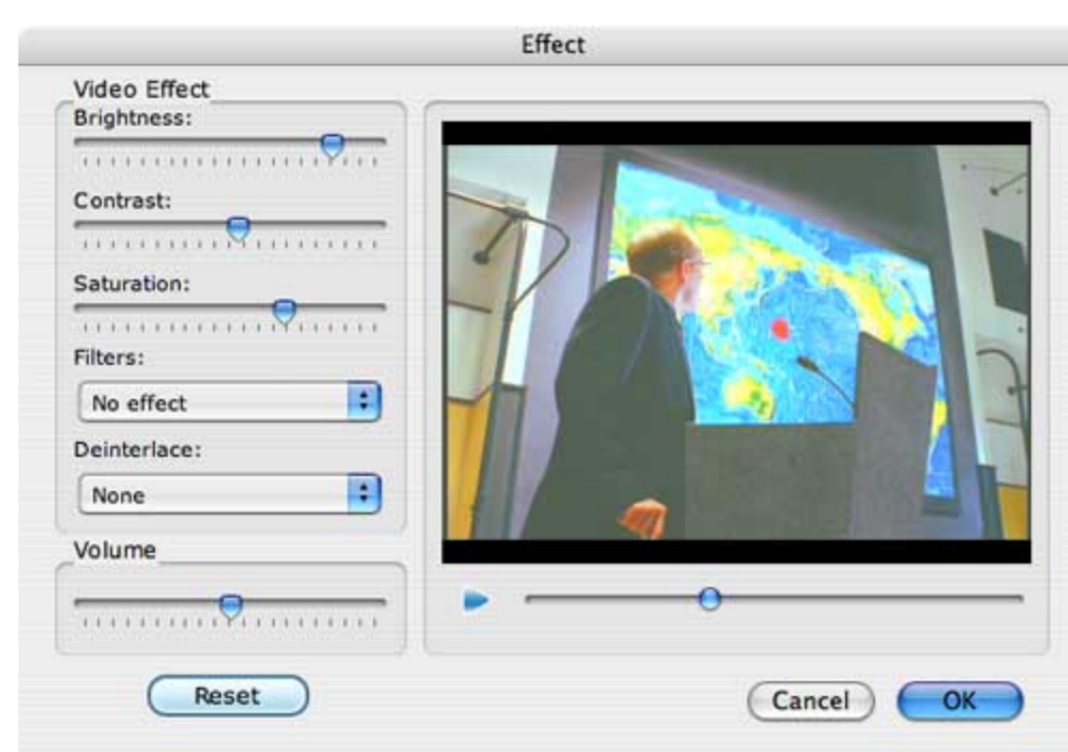 Effect
Video Effect
Brightness:
Contrast:
Saturation:
Filters:
No effect
Deinterlace:
None
Volume
Reset
Cancel
OK